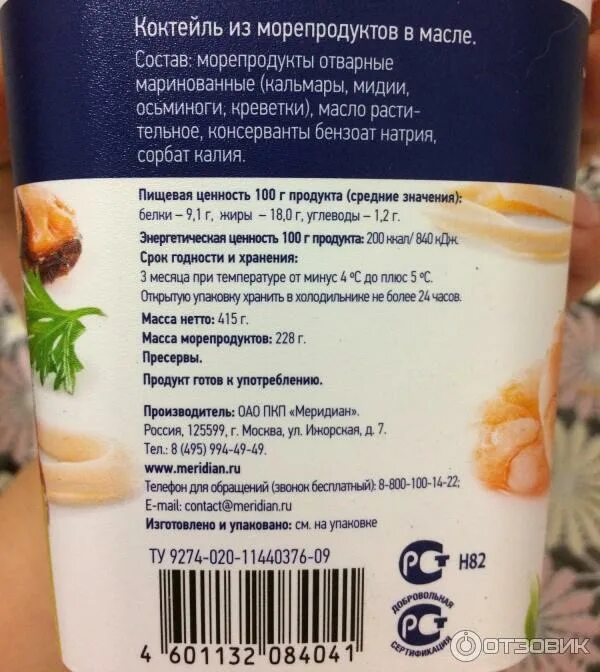 Коктейль из морепродуктов в масле.
Состав: морепродукты отварные
маринованные (кальмары, мидии,
осьминоги, креветки), масло расти-
тельное, консерванты бензоат натрия,
сорбат калия.
Пищевая ценность 100 г продукта (средние значения):
белки – 9,1 г, жиры – 18,0 г, углеводы – 1,2 г.
Энергетическая ценность 100 г продукта: 200 ккал/ 840 кДж.
Срок годности и хранения:
3 месяца при температуре от минус 4 ºС до плюс 5 ºС.
Открытую упаковку хранить в холодильнике не более 24 часов.
Масса нетто: 415 г.
Масса морепродуктов: 228 г.
Пресервы.
Продукт готов к употреблению.
Производитель: ОАО ПКП «Меридиан».
Россия, 125599, г. Москва, ул. Ижорская, д. 7.
Тел.: 8 (495) 994-49-49.
www.meridian.ru
Телефон для обращений (звонок бесплатный): 8-800-100-14-22;
E-mail: contact@meridian.ru
Изготовлено и упаковано: см. на упаковке
ТУ 9274-020-11440376-09
РСТ Н82
ДОБРОВОЛЬНАЯ
РСТ
СЕРТИФИКАЦИЯ
4 601132 084041
ОТЗОВИК